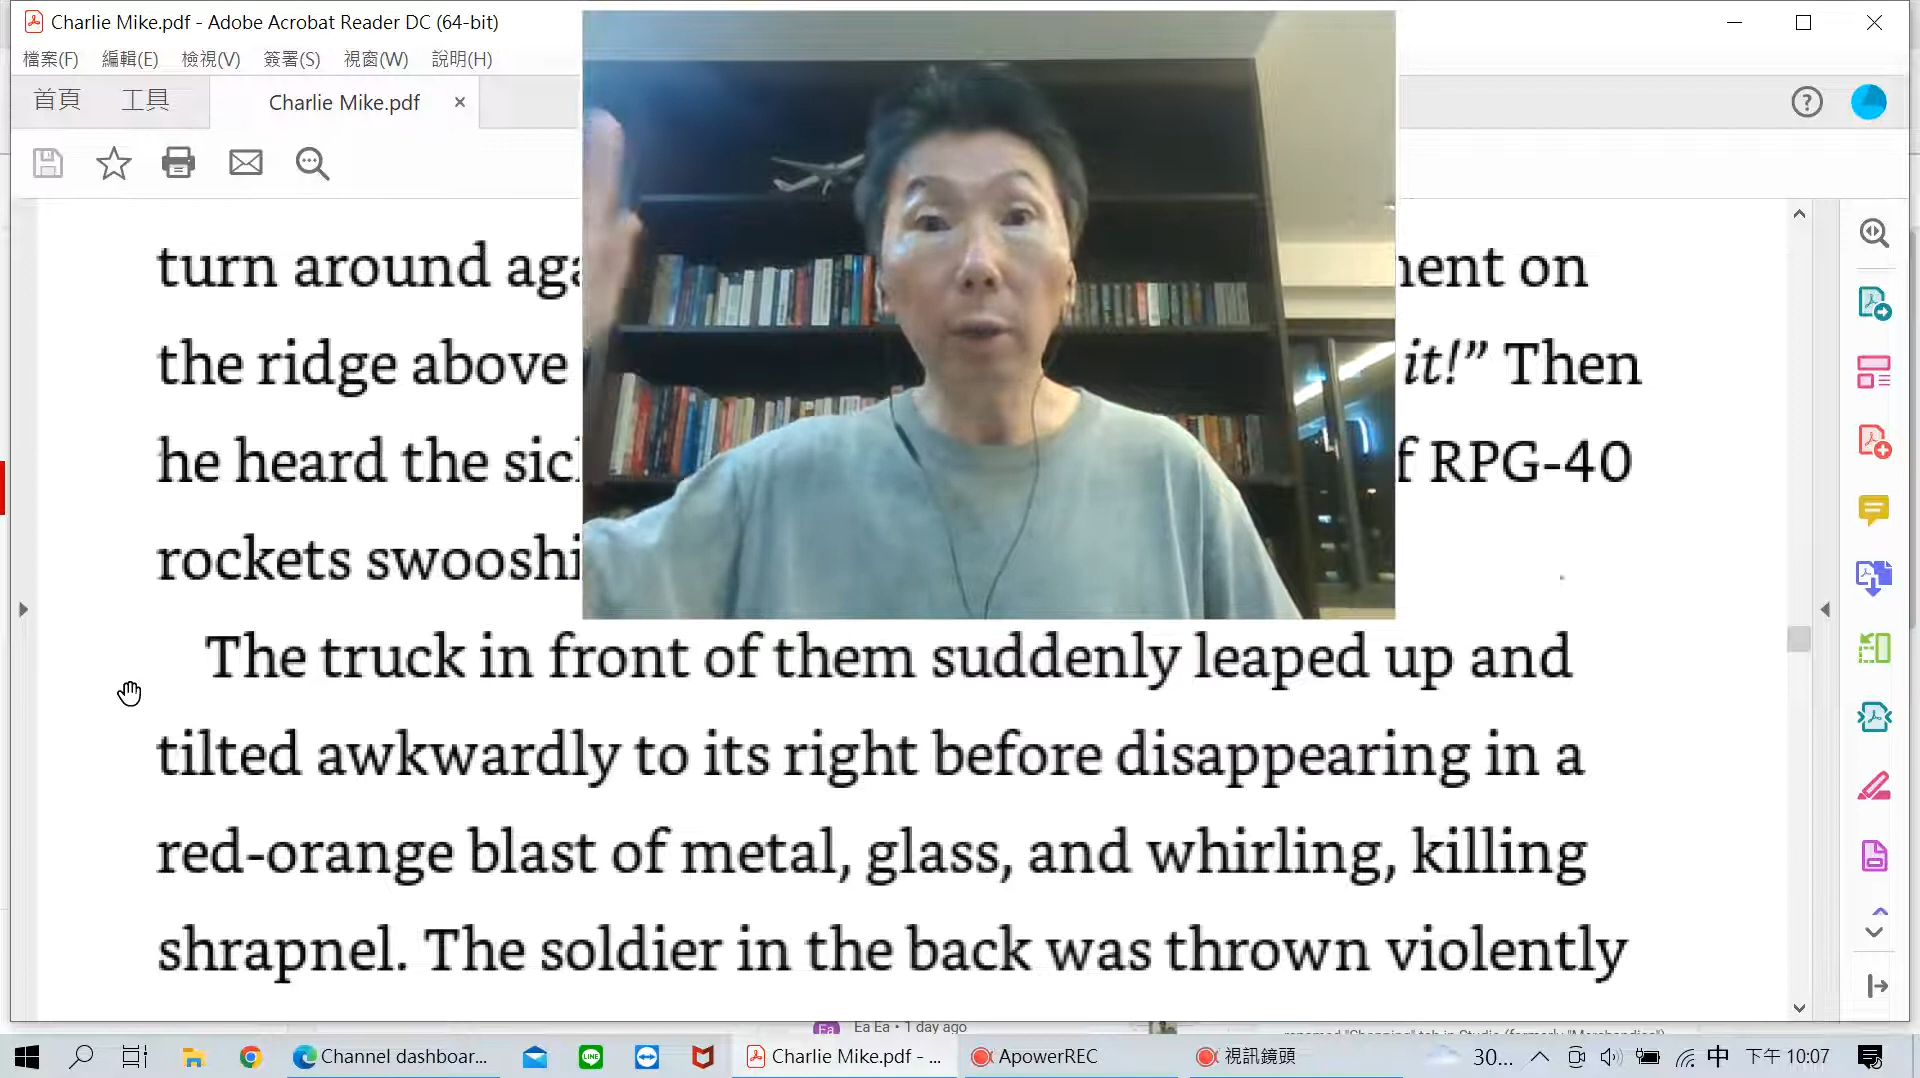 Charlie Mike.pdf - Adobe Acrobat Reader DC (64-bit)
檔案(F) 編輯(E) 檢視(V) 簽署(S) 視窗(W) 說明(H)
首頁 工具 Charlie Mike.pdf
turn around on
the ridge above it!” Then
he heard the RPG-40
rockets
The truck in front of them suddenly leaped up and
tilted awkwardly to its right before disappearing in a
red-orange blast of metal, glass, and whirling, killing
shrapnel. The soldier in the back was thrown violently
Ea Ea • 1 day ago
Channel dashboar... LINE Charlie Mike.pdf - ... ApowerREC 視訊鏡頭 30... 中 下午 10:07